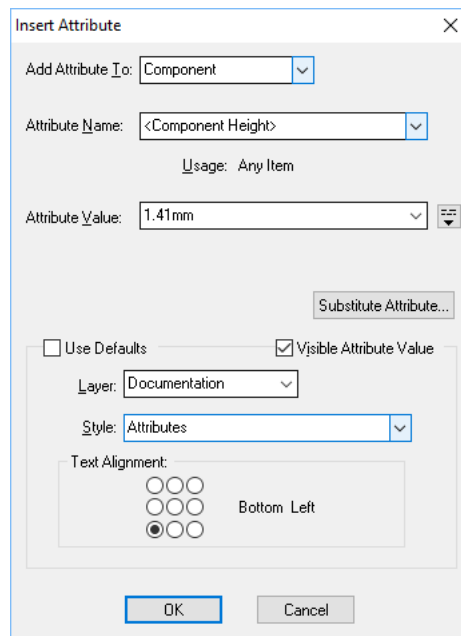 Insert Attribute
Add Attribute To: Component
Attribute Name: <Component Height>
Usage: Any Item
Attribute Value: 1.41mm
Substitute Attribute...
Use Defaults Visible Attribute Value
Layer: Documentation
Style: Attributes
Text Alignment:
Bottom Left
OK Cancel